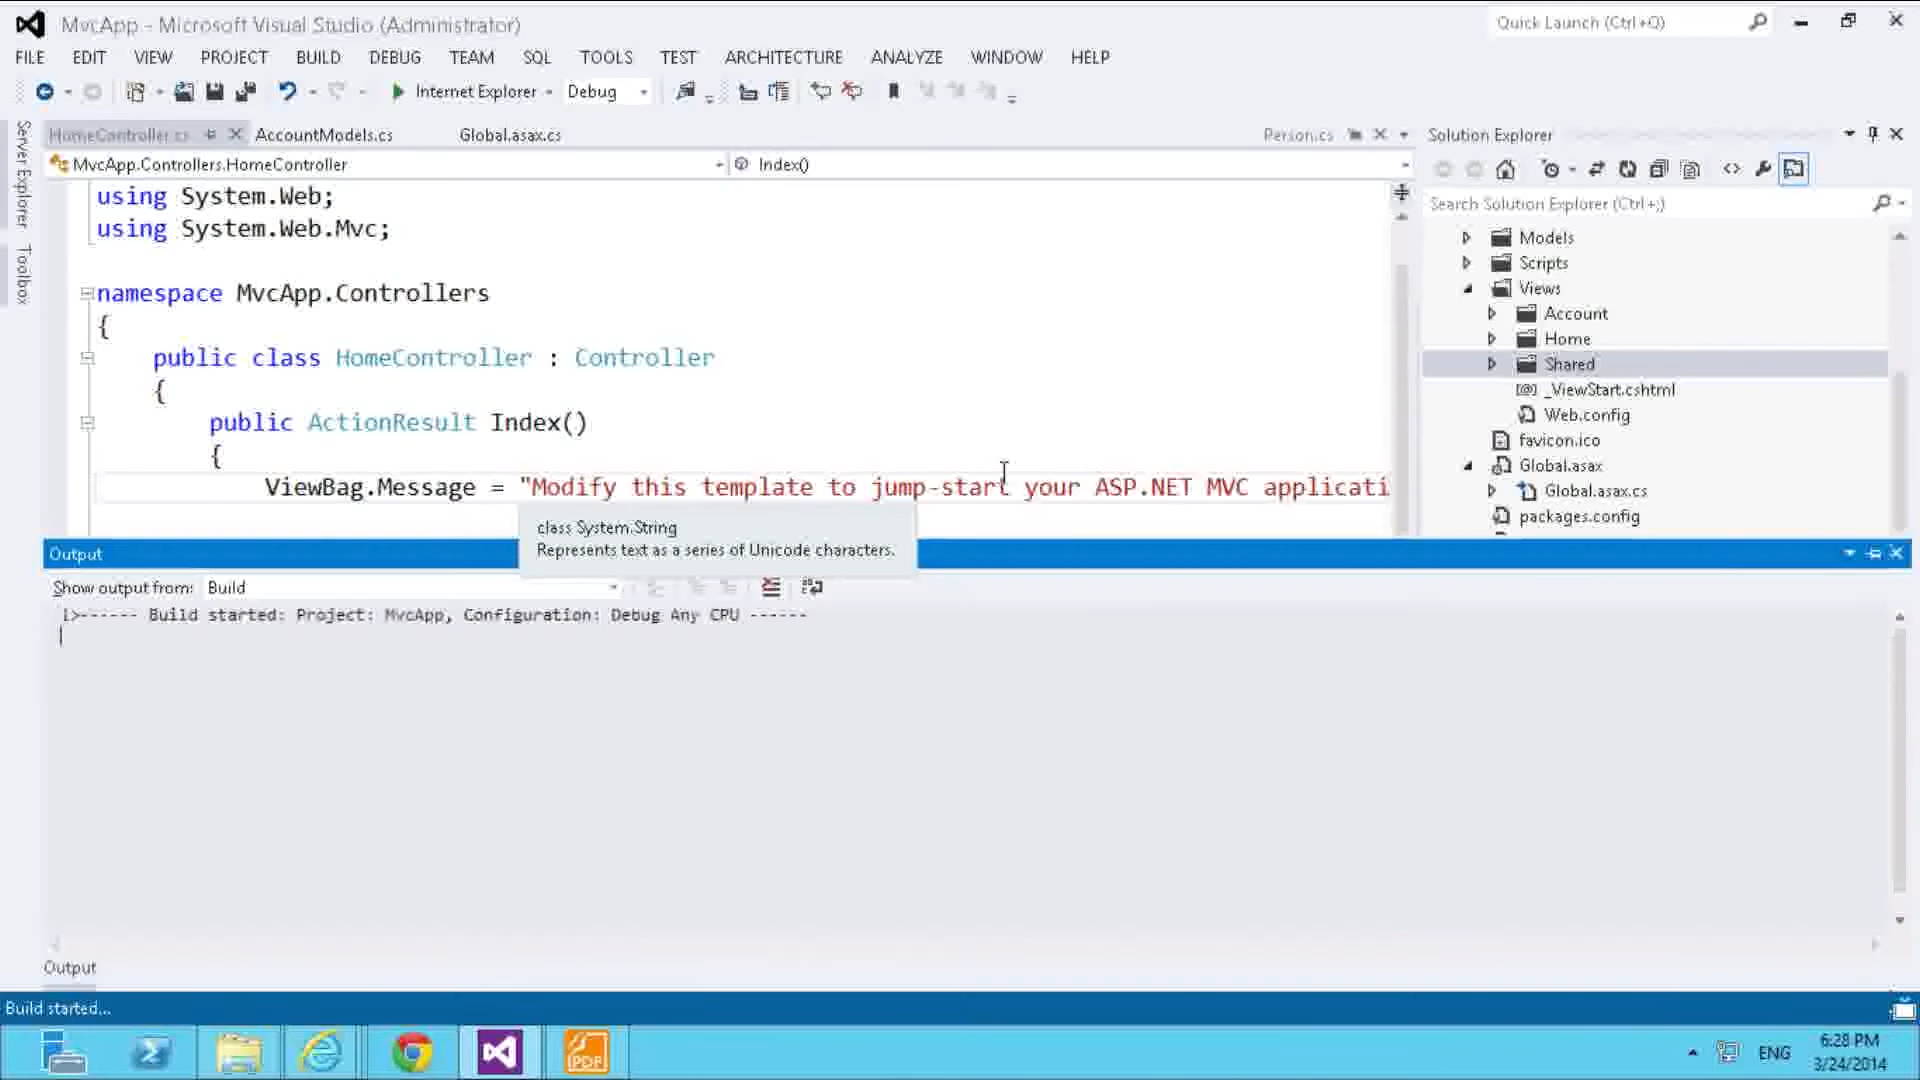 MvcApp - Microsoft Visual Studio (Administrator)
Quick Launch (Ctrl+Q)
FILE EDIT VIEW PROJECT BUILD DEBUG TEAM SQL TOOLS TEST ARCHITECTURE ANALYZE WINDOW HELP
Internet Explorer Debug
Server Explorer
Toolbox
HomeController.cs AccountModels.cs Global.asax.cs Person.cs
MvcApp.Controllers.HomeController Index()
using System.Web;
using System.Web.Mvc;
namespace MvcApp.Controllers
{
public class HomeController : Controller
{
public ActionResult Index()
{
ViewBag.Message = "Modify this template to jump-start your ASP.NET MVC applicati
class System.String
Represents text as a series of Unicode characters.
Solution Explorer
Search Solution Explorer (Ctrl+;)
Models
Scripts
Views
Account
Home
Shared
_ViewStart.cshtml
Web.config
favicon.ico
Global.asax
Global.asax.cs
packages.config
Output
Show output from: Build
1>------ Build started: Project: MvcApp, Configuration: Debug Any CPU ------
Output
Build started...
PDF
ENG
6:28 PM
3/24/2014